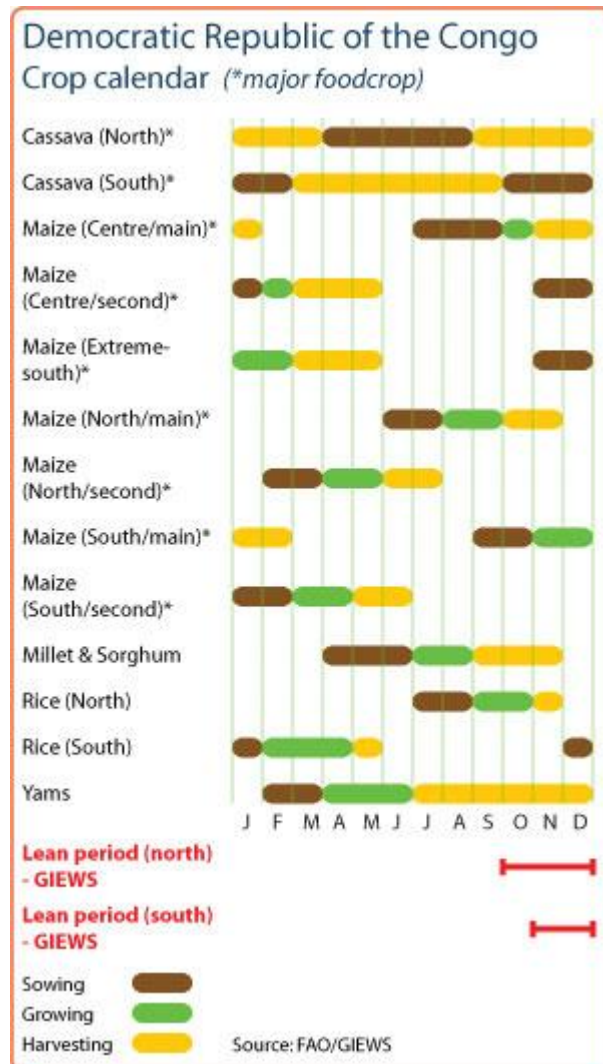 Democratic Republic of the Congo
Crop calendar (*major foodcrop)
Cassava (North)*
Cassava (South)*
Maize (Centre/main)*
Maize
(Centre/second)*
Maize (Extreme-
south)*
Maize (North/main)*
Maize
(North/second)*
Maize (South/main)*
Maize
(South/second)*
Millet & Sorghum
Rice (North)
Rice (South)
Yams
J F M A M J J A S O N D
Lean period (north)
- GIEWS
Lean period (south)
- GIEWS
Sowing
Growing
Harvesting Source: FAO/GIEWS